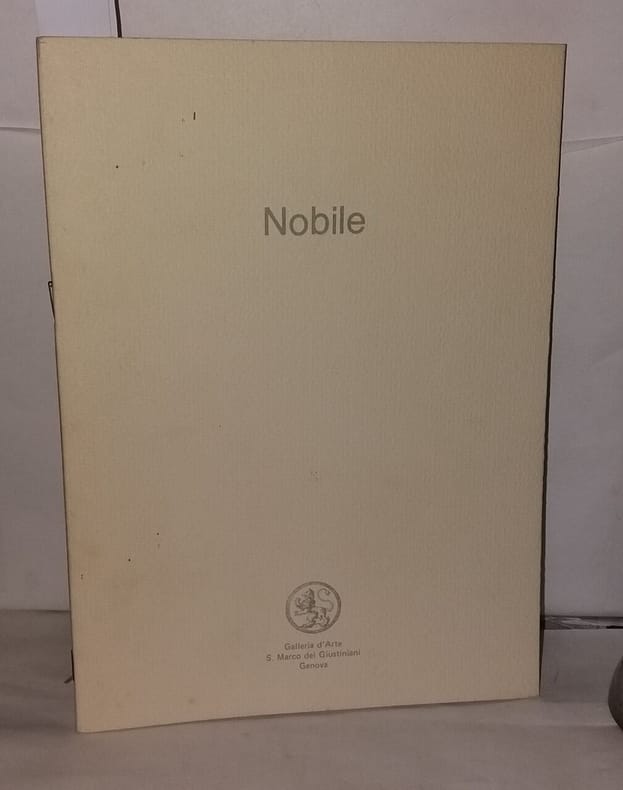 Nobile
Galleria d'Arte
S. Marco dei Giustiniani
Genova